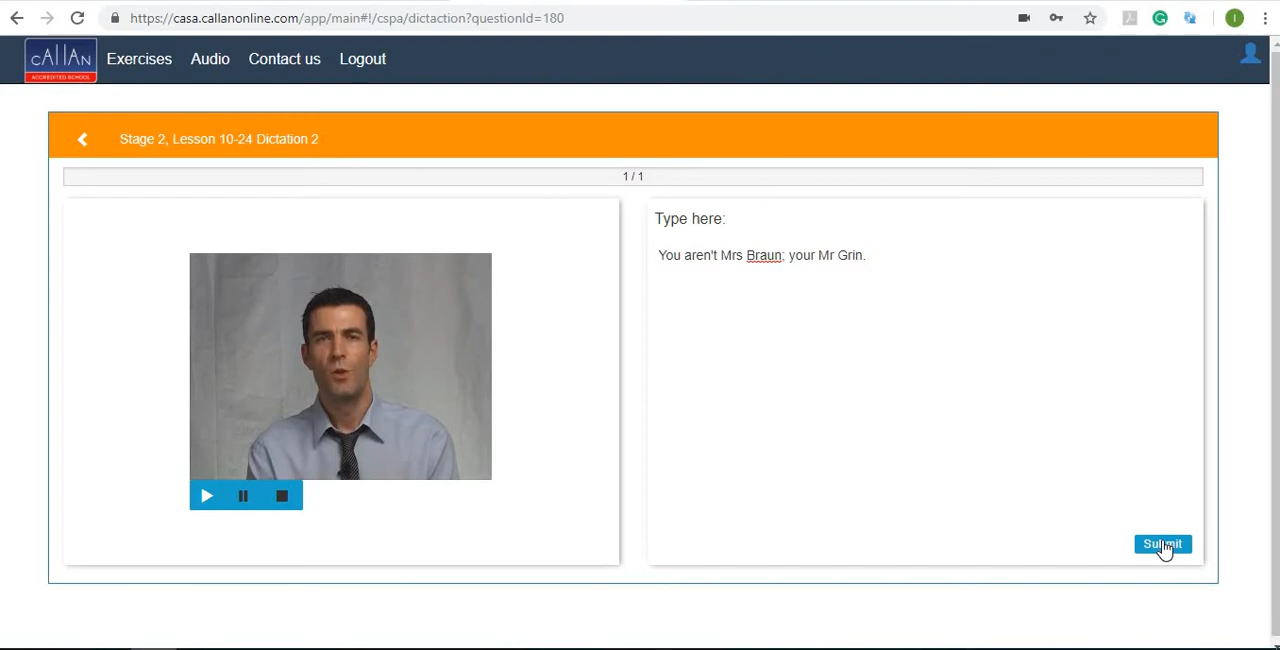 https://casa.callanonline.com/app/main#!/cspa/dictaction?questionId=180
CALLAN
ACCREDITED SCHOOL
Exercises Audio Contact us Logout
Stage 2, Lesson 10-24 Dictation 2
1 / 1
Type here:
You aren't Mrs Braun; your Mr Grin.
Submit